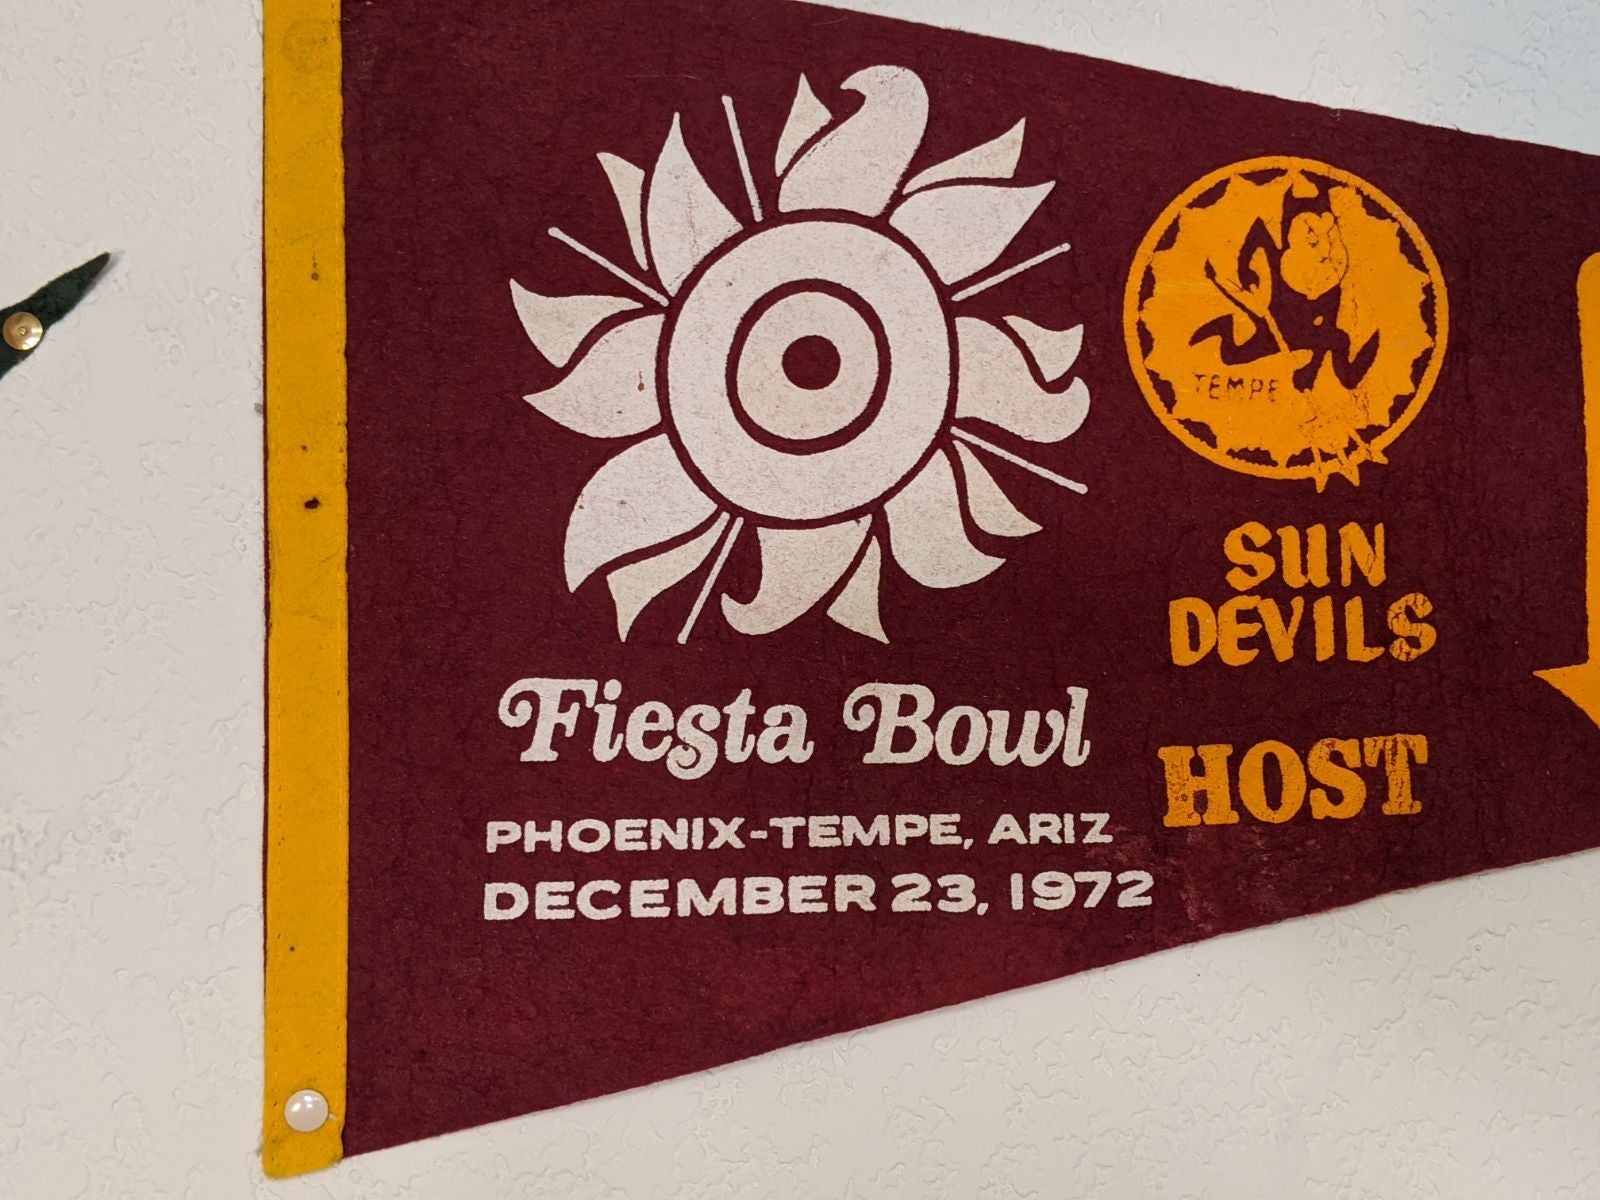 Fiesta Bowl
PHOENIX-TEMPE, ARIZ
DECEMBER 23, 1972
TEMPE
SUN
DEVILS
HOST